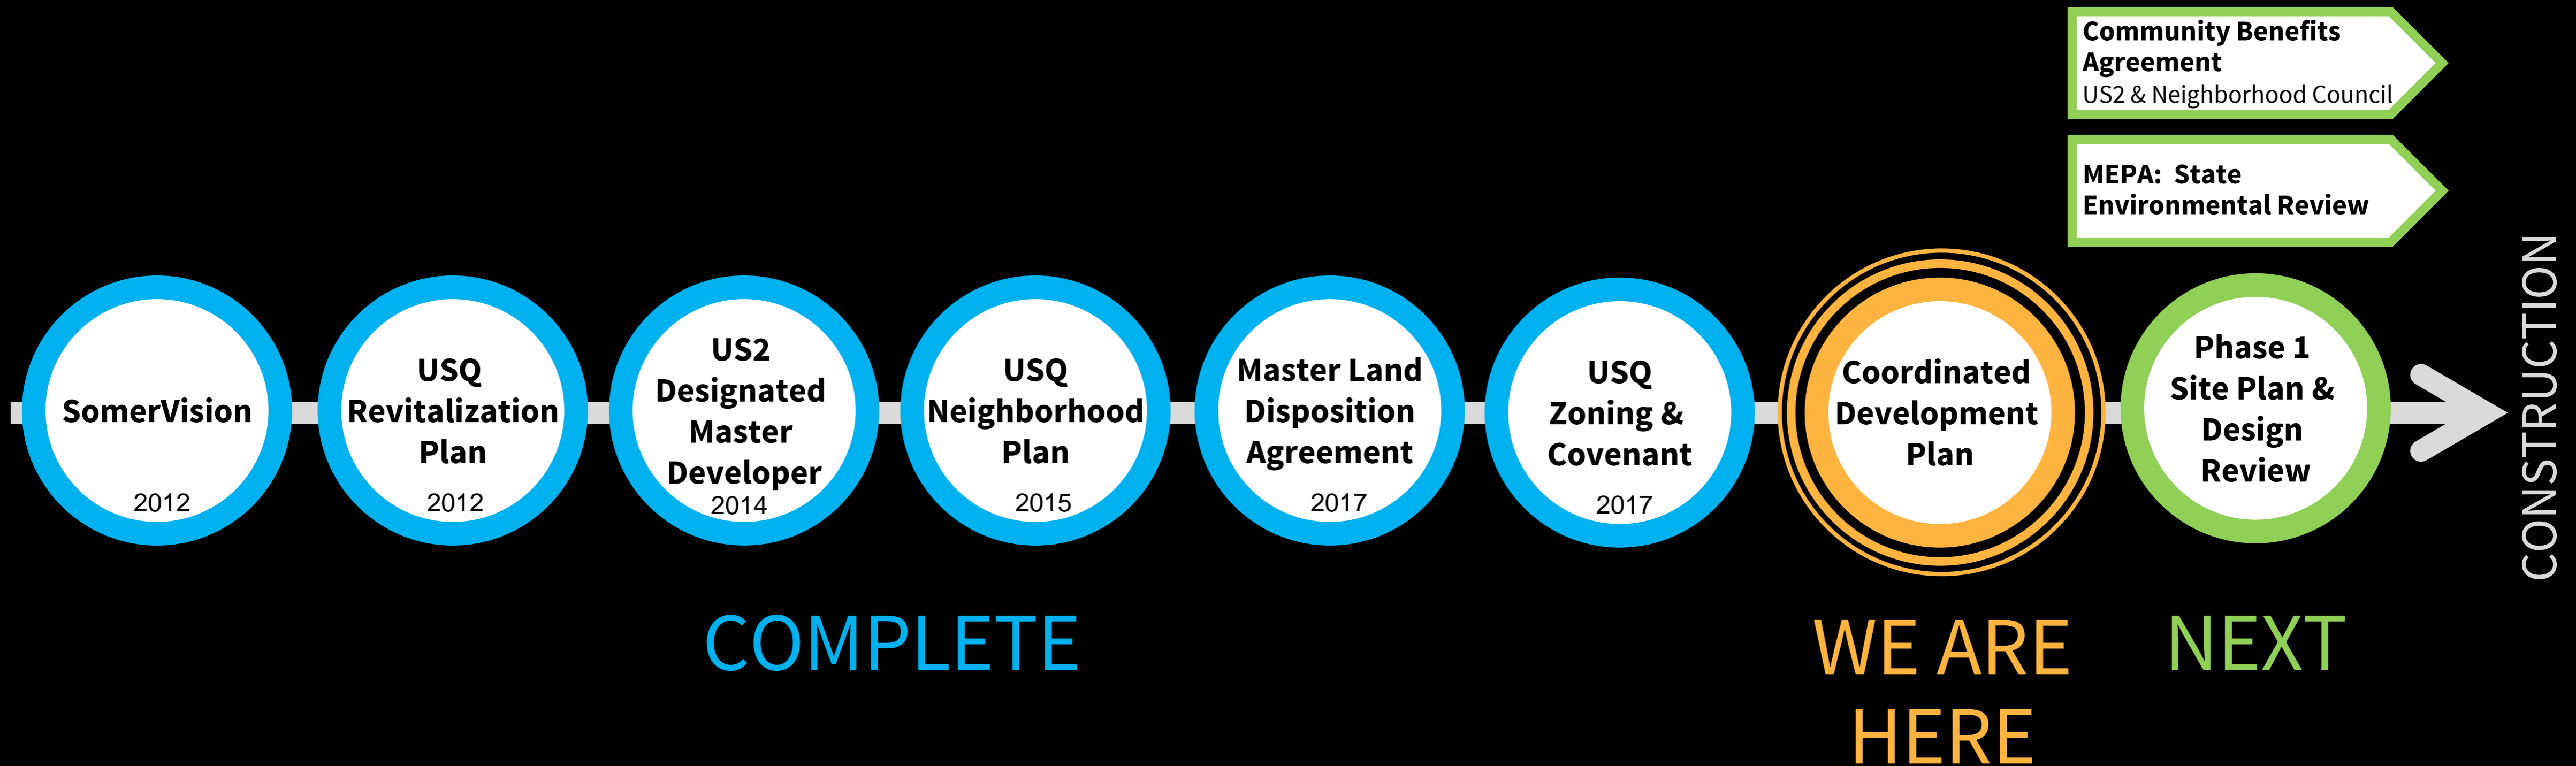 Community Benefits
Agreement
US2 & Neighborhood Council
MEPA: State
Environmental Review
SomerVision
2012
USQ
Revitalization
Plan
2012
US2
Designated
Master
Developer
2014
USQ
Neighborhood
Plan
2015
Master Land
Disposition
Agreement
2017
USQ
Zoning &
Covenant
2017
Coordinated
Development
Plan
Phase 1
Site Plan &
Design
Review
CONSTRUCTION
COMPLETE
WE ARE
HERE
NEXT